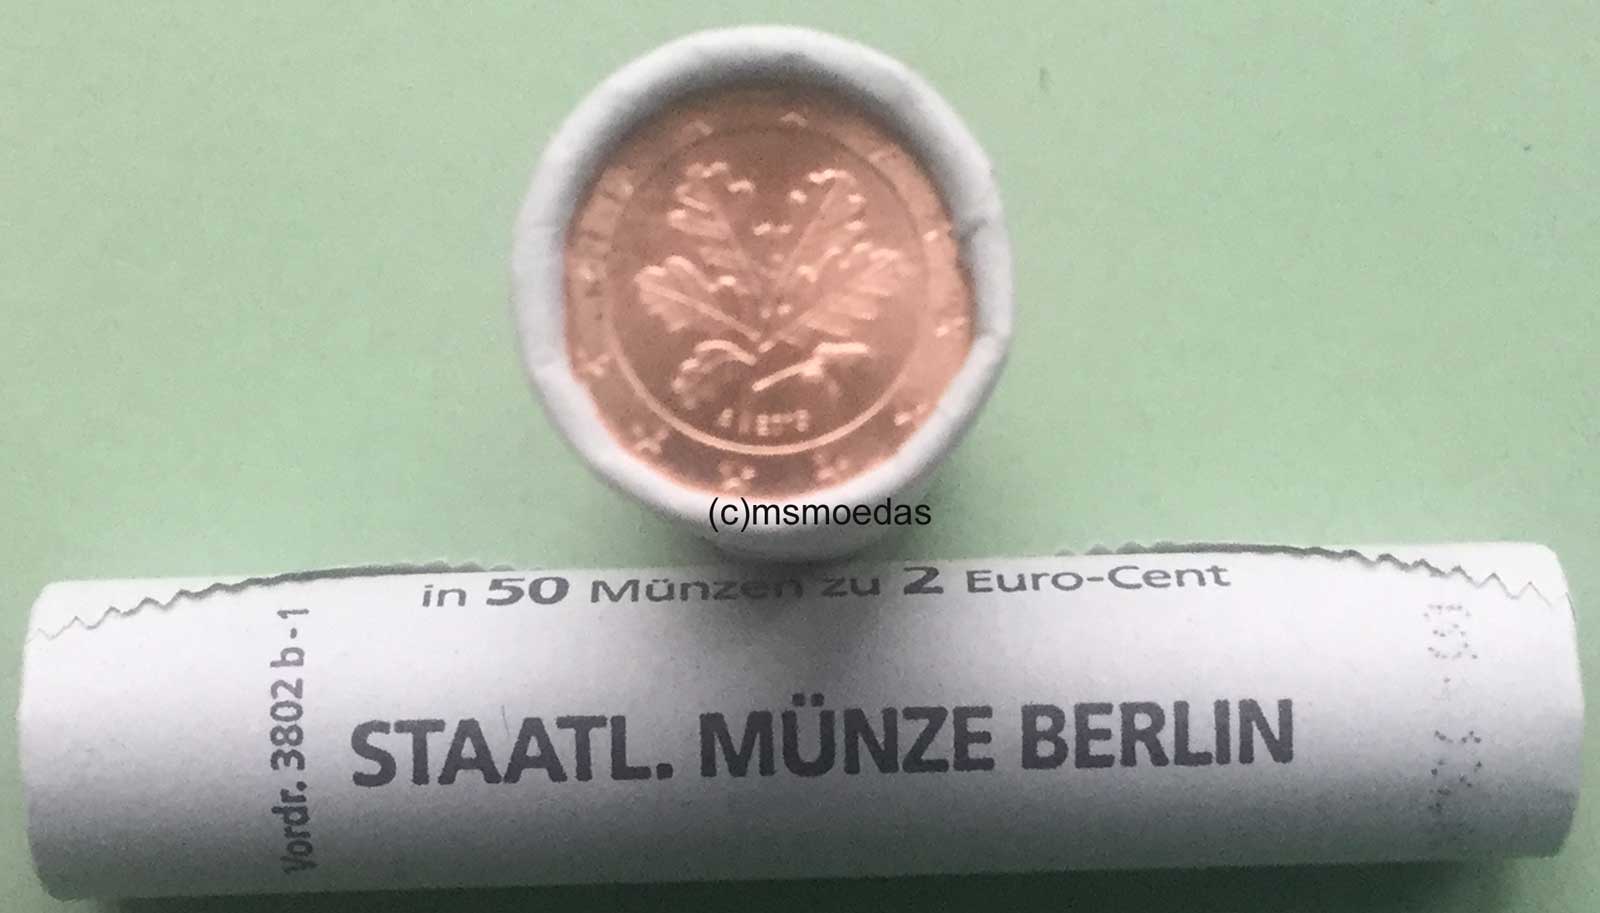 (c)msmoedas
in 50 Münzen zu 2 Euro-Cent
Vordr. 3802 b - 1
STAATL. MÜNZE BERLIN